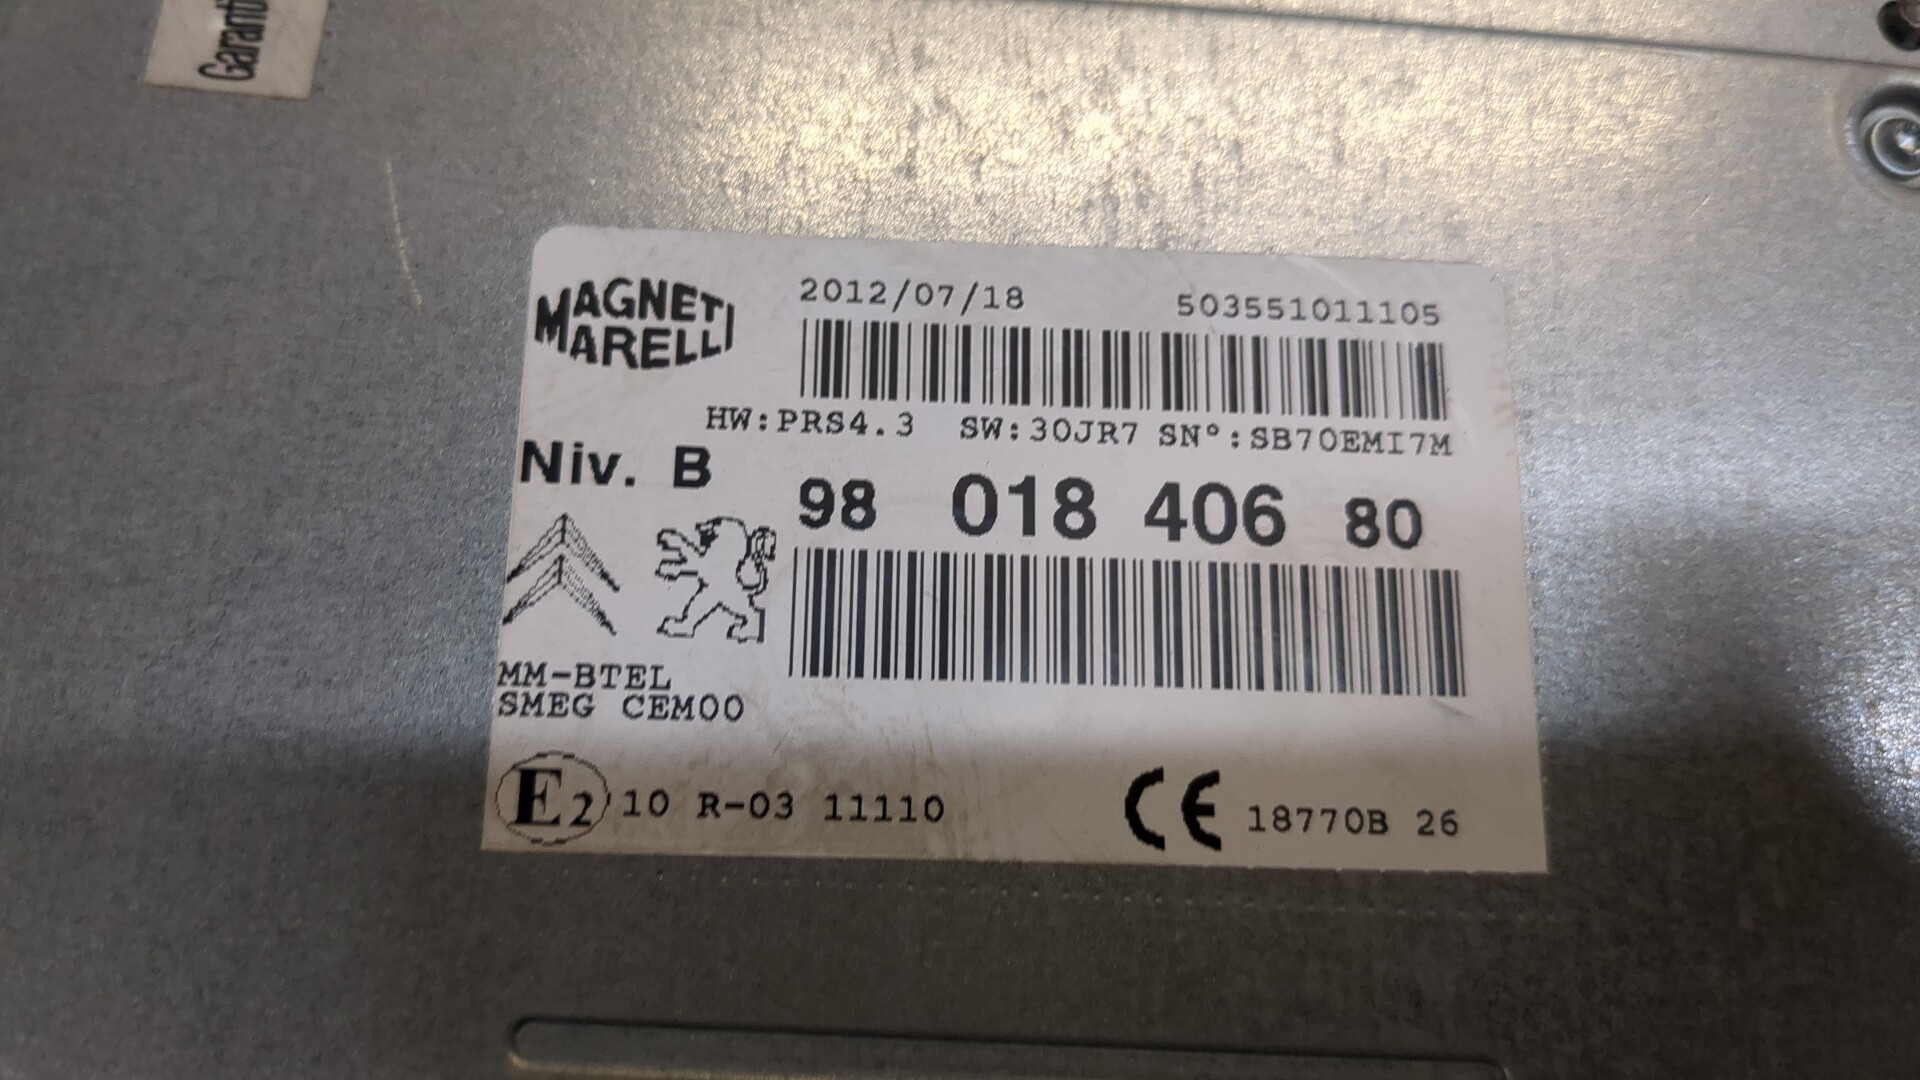 Garanti
MAGNETI
MARELLI
2012/07/18 503551011105
HW:PRS4.3 SW:30JR7 SN°:SB70EMI7M
Niv. B
98 018 406 80
MM-BTEL
SMEG CEM00
E2 10 R-03 11110
CE 18770B 26